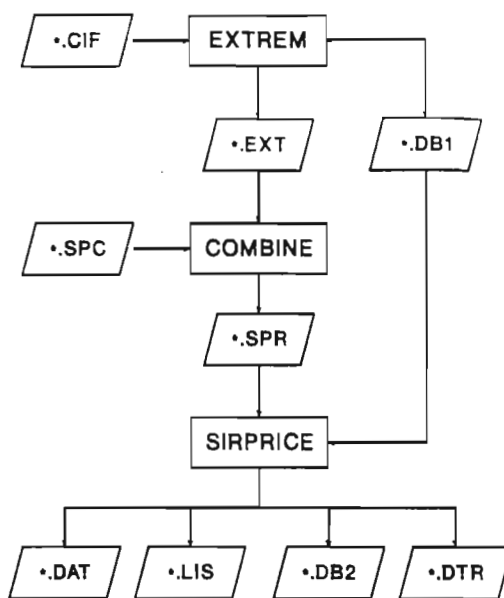 *.CIF
EXTREM
*.EXT
*.DB1
*.SPC
COMBINE
*.SPR
SIRPRICE
*.DAT
*.LIS
*.DB2
*.DTR